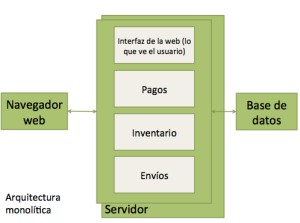 Interfaz de la web (lo
que ve el usuario)
Pagos
Navegador
web
Base de
datos
Inventario
Envíos
Arquitectura
monolítica
Servidor